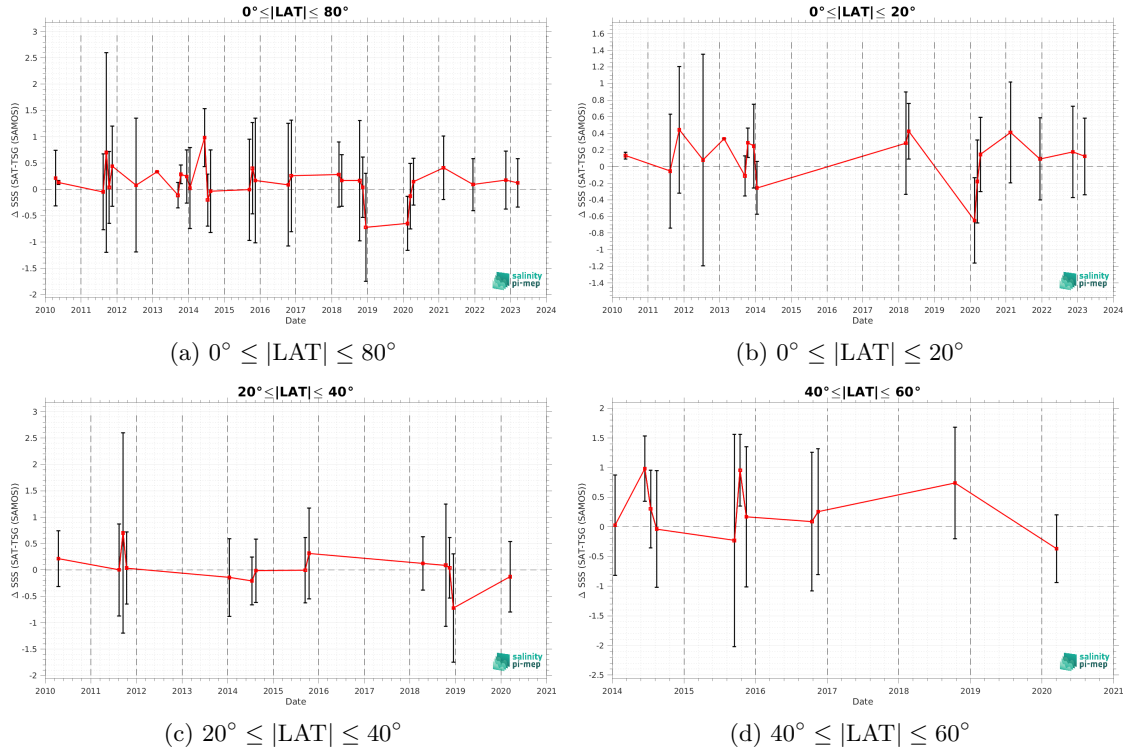 0°≤|LAT|≤ 80°
Δ SSS (SAT-TSG (SAMOS))
3
2.5
2
1.5
1
0.5
0
-0.5
-1
-1.5
-2
2010 2011 2012 2013 2014 2015 2016 2017 2018 2019 2020 2021 2022 2023 2024
Date
salinity
pi-mep
(a) 0° ≤ |LAT| ≤ 80°
0°≤|LAT|≤ 20°
Δ SSS (SAT-TSG (SAMOS))
1.6
1.4
1.2
1
0.8
0.6
0.4
0.2
0
-0.2
-0.4
-0.6
-0.8
-1
-1.2
-1.4
2010 2011 2012 2013 2014 2015 2016 2017 2018 2019 2020 2021 2022 2023 2024
Date
salinity
pi-mep
(b) 0° ≤ |LAT| ≤ 20°
20°≤|LAT|≤ 40°
Δ SSS (SAT-TSG (SAMOS))
3
2.5
2
1.5
1
0.5
0
-0.5
-1
-1.5
-2
2010 2011 2012 2013 2014 2015 2016 2017 2018 2019 2020 2021
Date
salinity
pi-mep
(c) 20° ≤ |LAT| ≤ 40°
40°≤|LAT|≤ 60°
Δ SSS (SAT-TSG (SAMOS))
2
1.5
1
0.5
0
-0.5
-1
-1.5
-2
-2.5
2014 2015 2016 2017 2018 2019 2020 2021
Date
salinity
pi-mep
(d) 40° ≤ |LAT| ≤ 60°